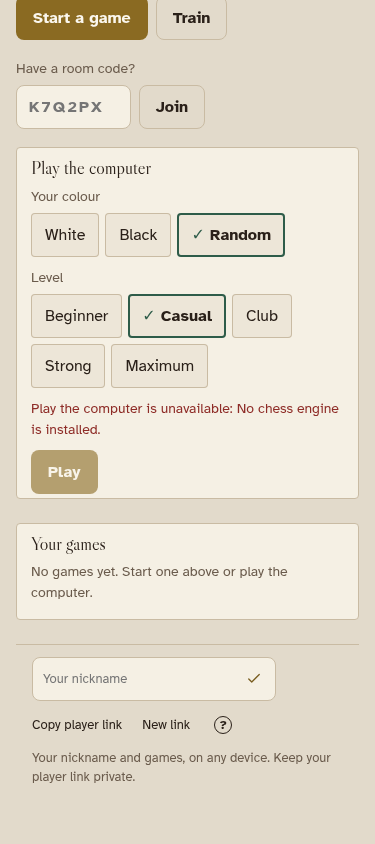 Start a game
Train
Have a room code?
K7Q2PX
Join
Play the computer
Your colour
White
Black
✓ Random
Level
Beginner
✓ Casual
Club
Strong
Maximum
Play the computer is unavailable: No chess engine
is installed.
Play
Your games
No games yet. Start one above or play the
computer.
Your nickname
Copy player link
New link
?
Your nickname and games, on any device. Keep your
player link private.